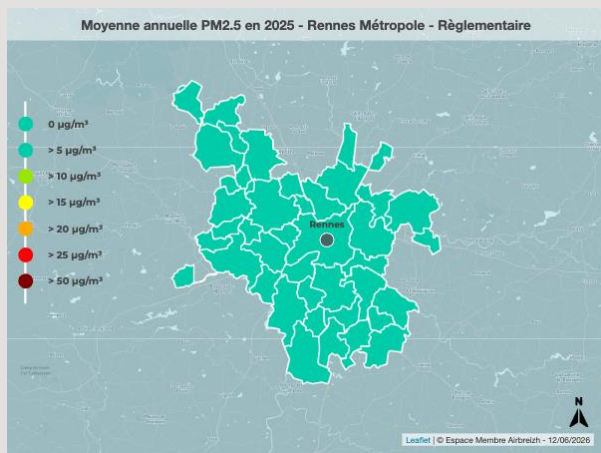 Moyenne annuelle PM2.5 en 2025 - Rennes Métropole - Règlementaire
0 µg/m³
> 5 µg/m³
> 10 µg/m³
> 15 µg/m³
> 20 µg/m³
> 25 µg/m³
> 50 µg/m³
Rennes
N
Leaflet | © Espace Membre Airbreizh - 12/06/2026